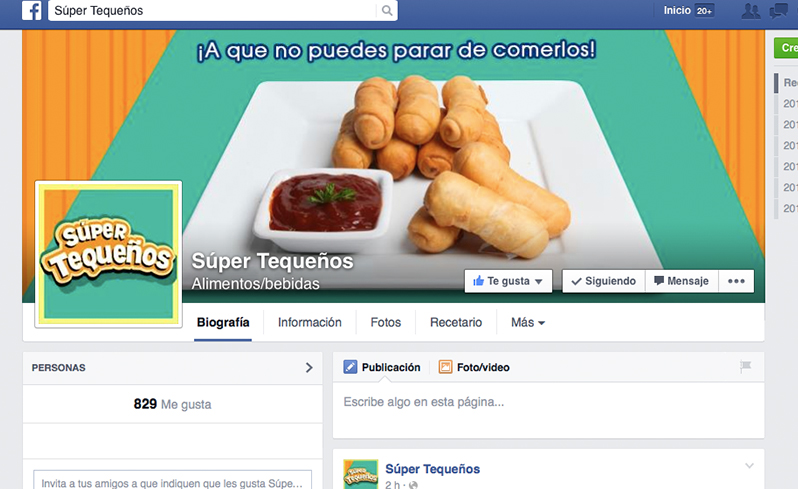 Súper Tequeños
Inicio 20+
¡A que no puedes parar de comerlos!
Súper
Tequeños
Súper Tequeños
Alimentos/bebidas
Te gusta
Siguiendo
Mensaje
Biografía
Información
Fotos
Recetario
Más
PERSONAS
829 Me gusta
Invita a tus amigos a que indiquen que les gusta Súpe...
Publicación
Foto/video
Escribe algo en esta página...
Súper Tequeños
2 h
Cre
Re
201
201
201
201
201